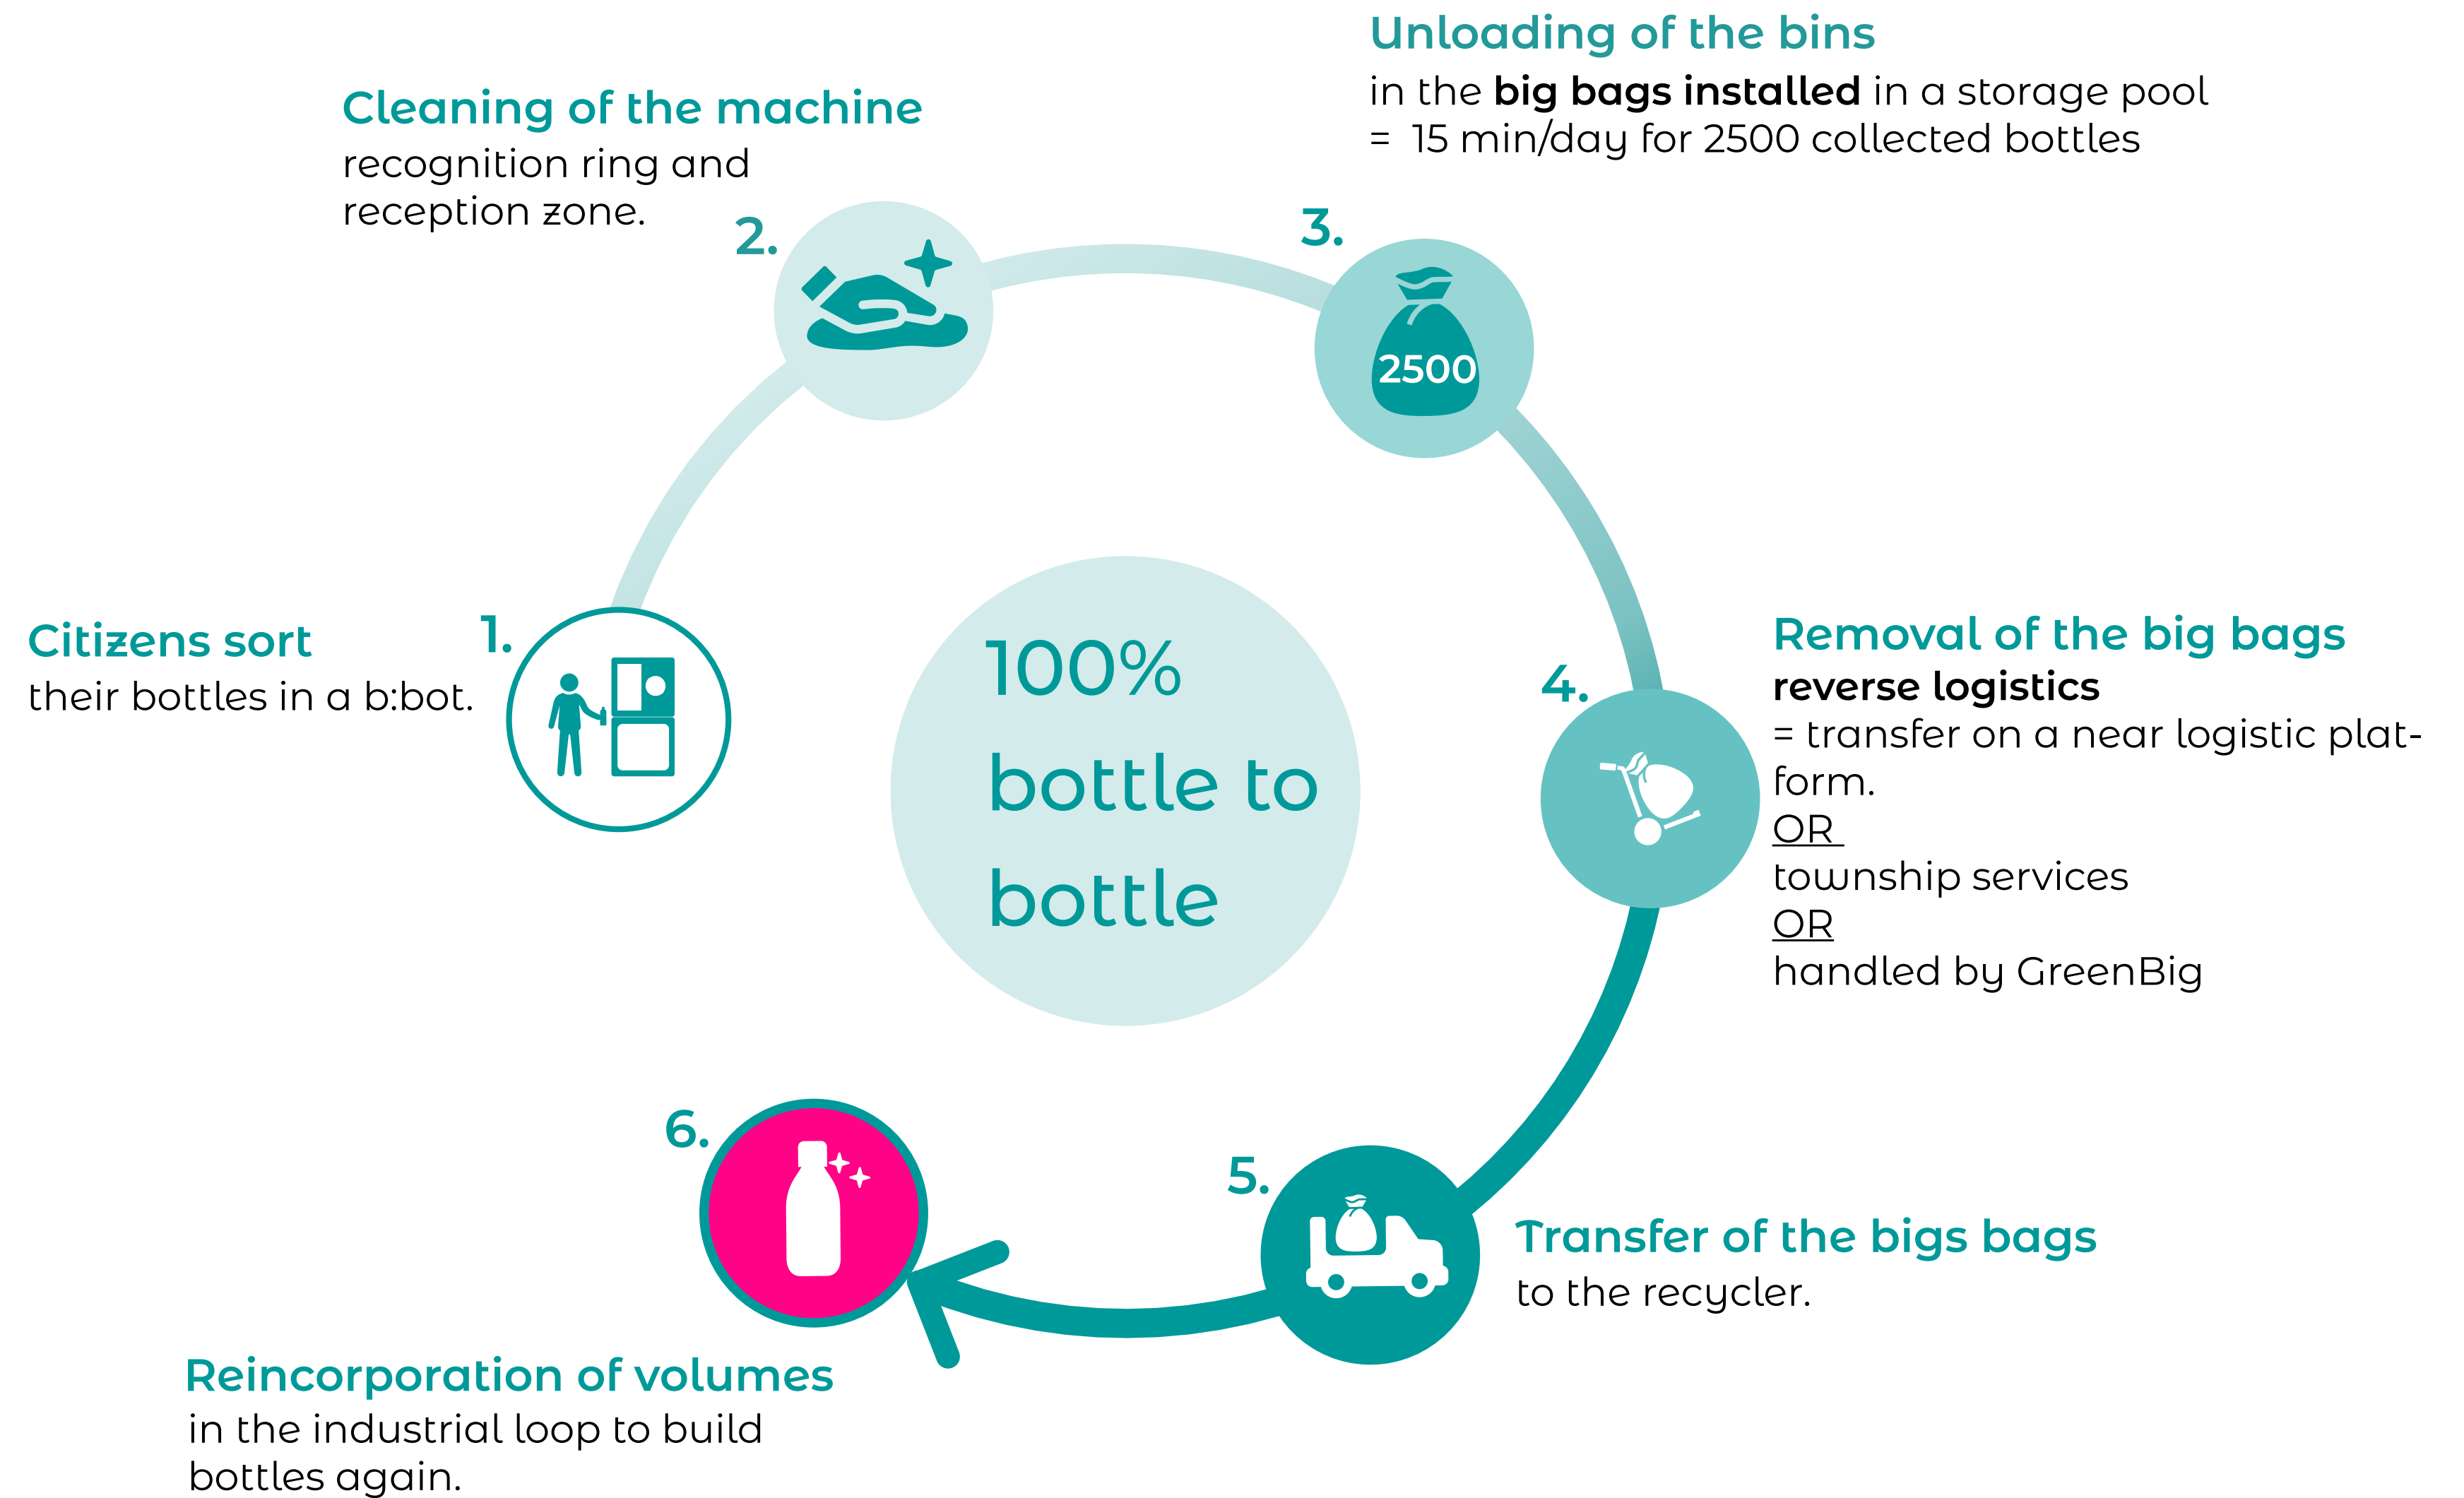 1.
Citizens sort
their bottles in a b:bot.
2.
Cleaning of the machine
recognition ring and
reception zone.
3.
Unloading of the bins
in the big bags installed in a storage pool
= 15 min/day for 2500 collected bottles
2500
4.
Removal of the big bags
reverse logistics
= transfer on a near logistic plat-
form.
OR
township services
OR
handled by GreenBig
5.
Transfer of the bigs bags
to the recycler.
6.
Reincorporation of volumes
in the industrial loop to build
bottles again.
100%
bottle to
bottle